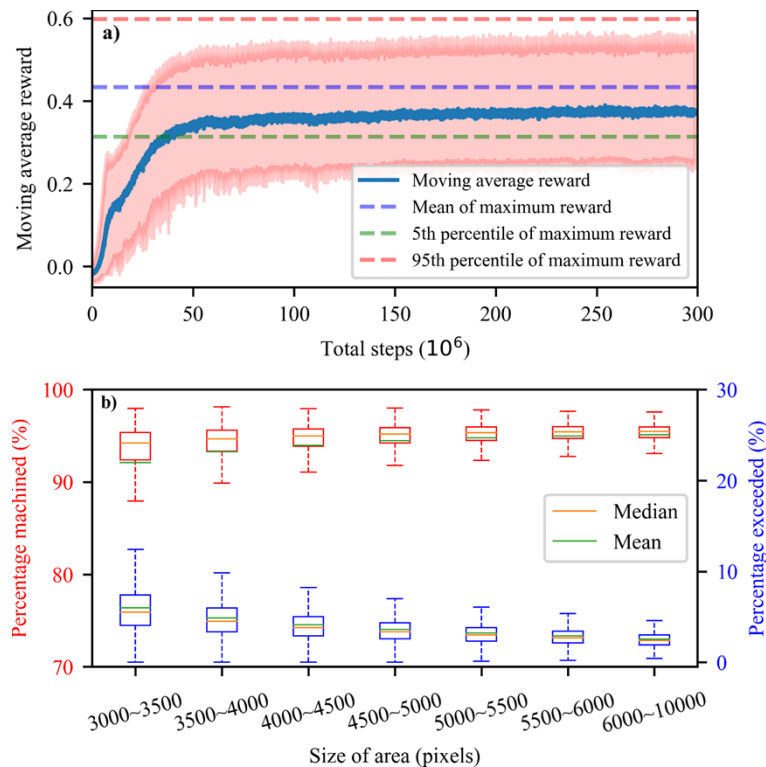 a)
0.6
0.4
0.2
0.0
Moving average reward
Moving average reward
Mean of maximum reward
5th percentile of maximum reward
95th percentile of maximum reward
0 50 100 150 200 250 300
Total steps (10⁶)
b)
100
90
80
70
Percentage machined (%)
30
20
10
0
Percentage exceeded (%)
Median
Mean
3000~3500 3500~4000 4000~4500 4500~5000 5000~5500 5500~6000 6000~10000
Size of area (pixels)